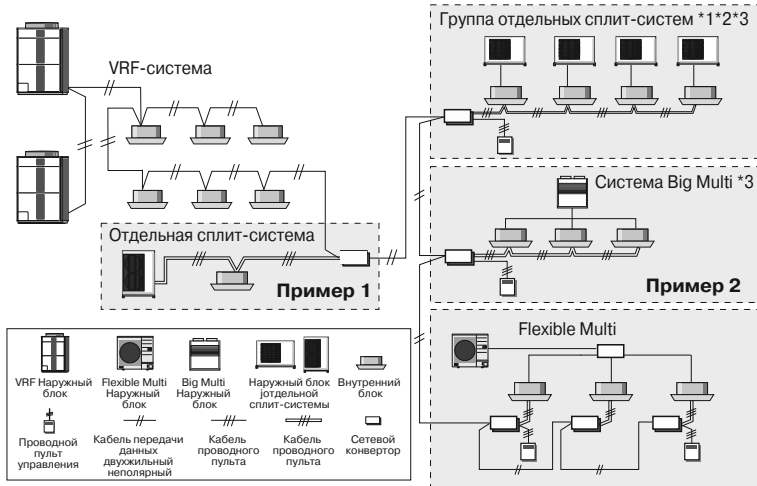 Группа отдельных сплит-систем *1*2*3
VRF-система
Система Big Multi *3
Отдельная сплит-система
Пример 1
Пример 2
Flexible Multi
VRF Наружный
блок
Flexible Multi
Наружный
блок
Big Multi
Наружный
блок
Наружный блок
јотдельной
сплит-системы
Внутренний
блок
Проводной
пульт
управления
Кабель передачи
данных
двухжильный
неполярный
Кабель
проводного
пульта
Кабель
проводного
пульта
Сетевой
конвертор